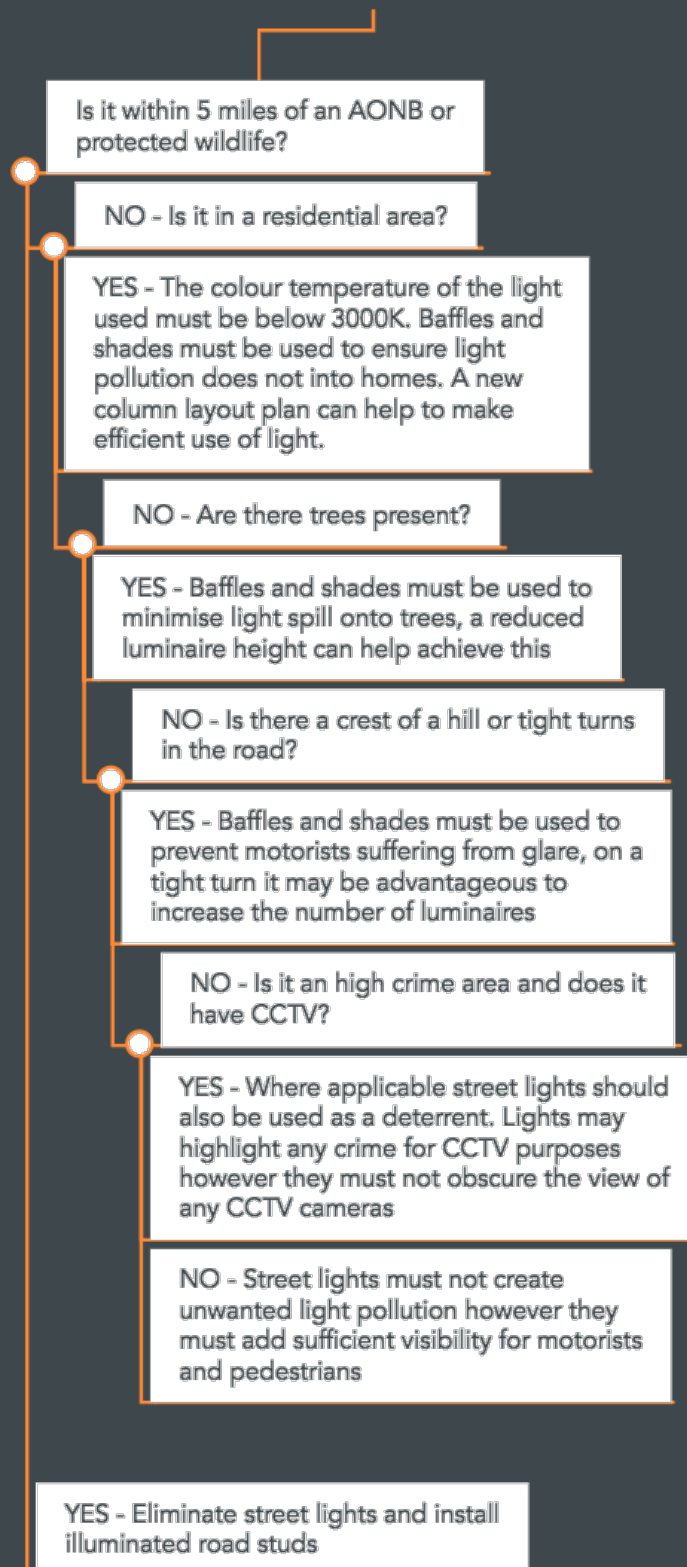 Is it within 5 miles of an AONB or
protected wildlife?
NO - Is it in a residential area?
YES - The colour temperature of the light
used must be below 3000K. Baffles and
shades must be used to ensure light
pollution does not into homes. A new
column layout plan can help to make
efficient use of light.
NO - Are there trees present?
YES - Baffles and shades must be used to
minimise light spill onto trees, a reduced
luminaire height can help achieve this
NO - Is there a crest of a hill or tight turns
in the road?
YES - Baffles and shades must be used to
prevent motorists suffering from glare, on a
tight turn it may be advantageous to
increase the number of luminaires
NO - Is it an high crime area and does it
have CCTV?
YES - Where applicable street lights should
also be used as a deterrent. Lights may
highlight any crime for CCTV purposes
however they must not obscure the view of
any CCTV cameras
NO - Street lights must not create
unwanted light pollution however they
must add sufficient visibility for motorists
and pedestrians
YES - Eliminate street lights and install
illuminated road studs